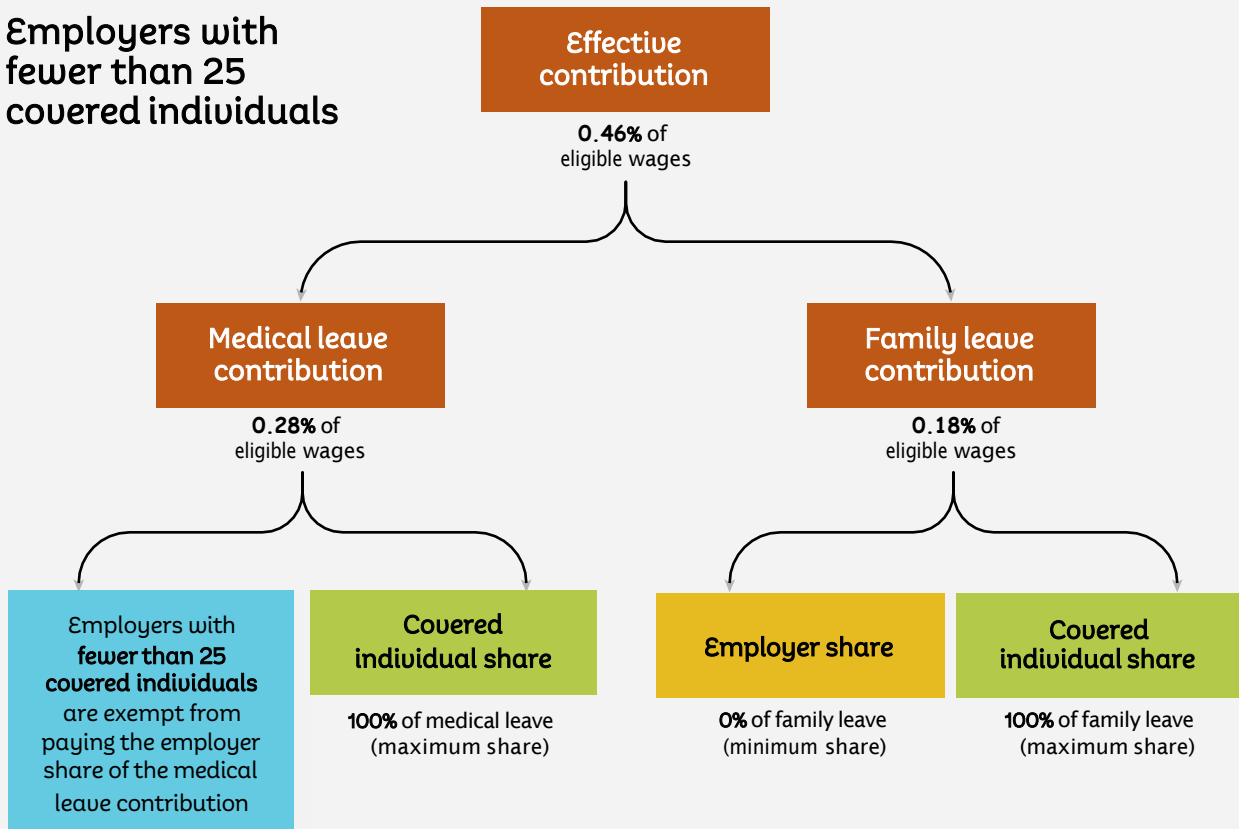 Employers with
fewer than 25
covered individuals
Effective
contribution
0.46% of
eligible wages
Medical leave
contribution
0.28% of
eligible wages
Family leave
contribution
0.18% of
eligible wages
Employers with
fewer than 25
covered individuals
are exempt from
paying the employer
share of the medical
leave contribution
Covered
individual share
100% of medical leave
(maximum share)
Employer share
0% of family leave
(minimum share)
Covered
individual share
100% of family leave
(maximum share)